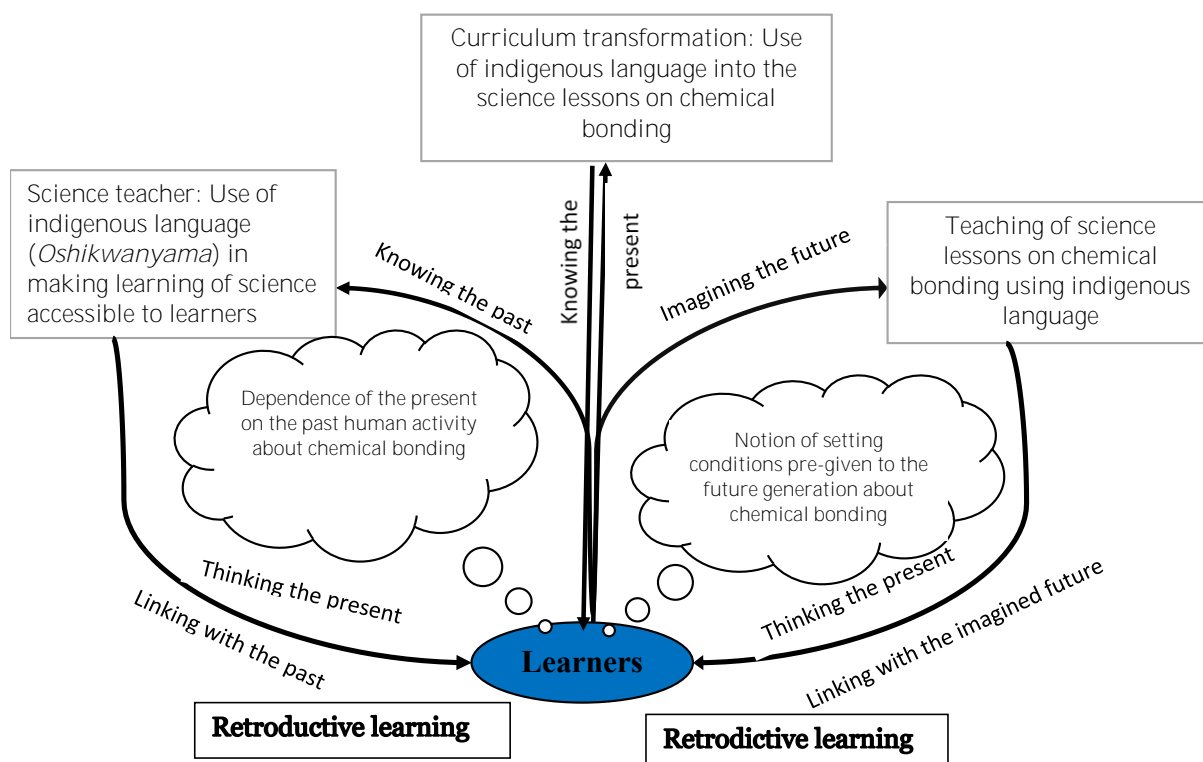 Curriculum transformation: Use
of indigenous language into the
science lessons on chemical
bonding
Science teacher: Use of
indigenous language
(Oshikwanyama) in
making learning of science
accessible to learners
Teaching of science
lessons on chemical
bonding using indigenous
language
Knowing the past
Knowing the
present
Imagining the future
Dependence of the present
on the past human activity
about chemical bonding
Notion of setting
conditions pre-given to the
future generation about
chemical bonding
Thinking the present
Linking with the past
Thinking the present
Linking with the imagined future
Learners
Retroductive learning
Retrodictive learning